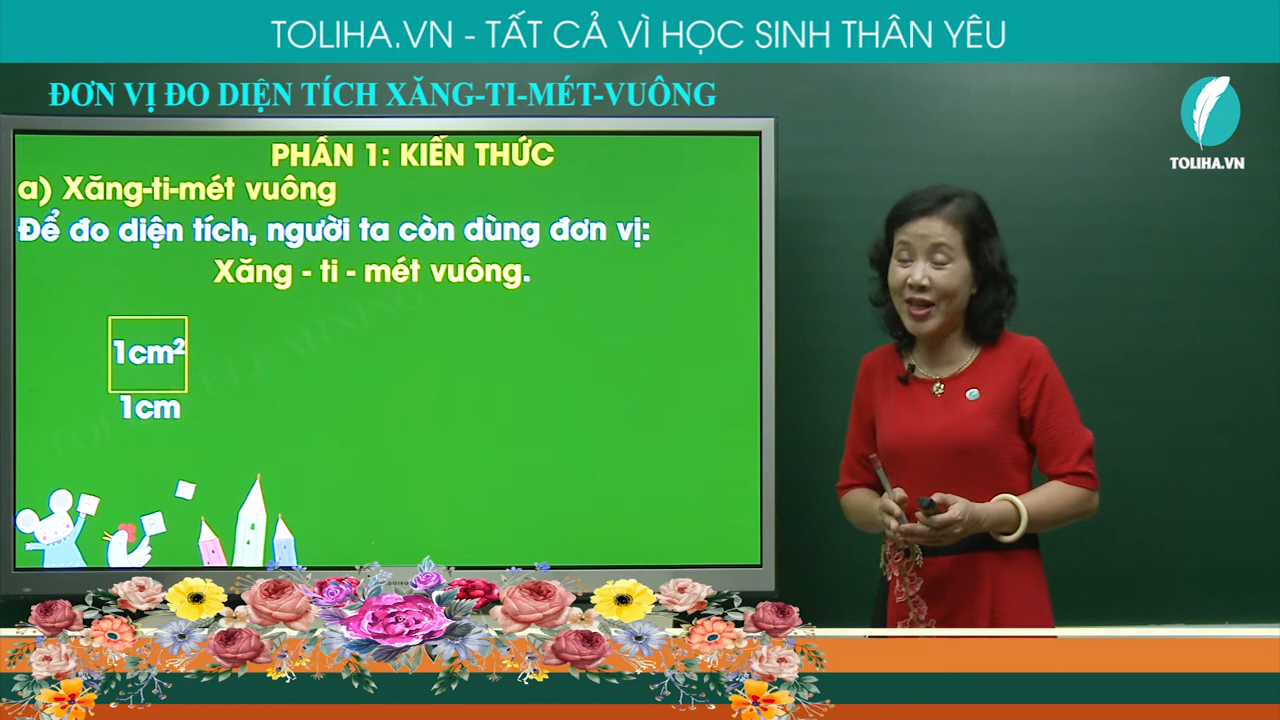 TOLIHA.VN - TẤT CẢ VÌ HỌC SINH THÂN YÊU
ĐƠN VỊ ĐO DIỆN TÍCH XĂNG-TI-MÉT-VUÔNG
TOLIHA.VN
PHẦN 1: KIẾN THỨC
a) Xăng-ti-mét vuông
Để đo diện tích, người ta còn dùng đơn vị:
Xăng - ti - mét vuông.
1cm²
1cm